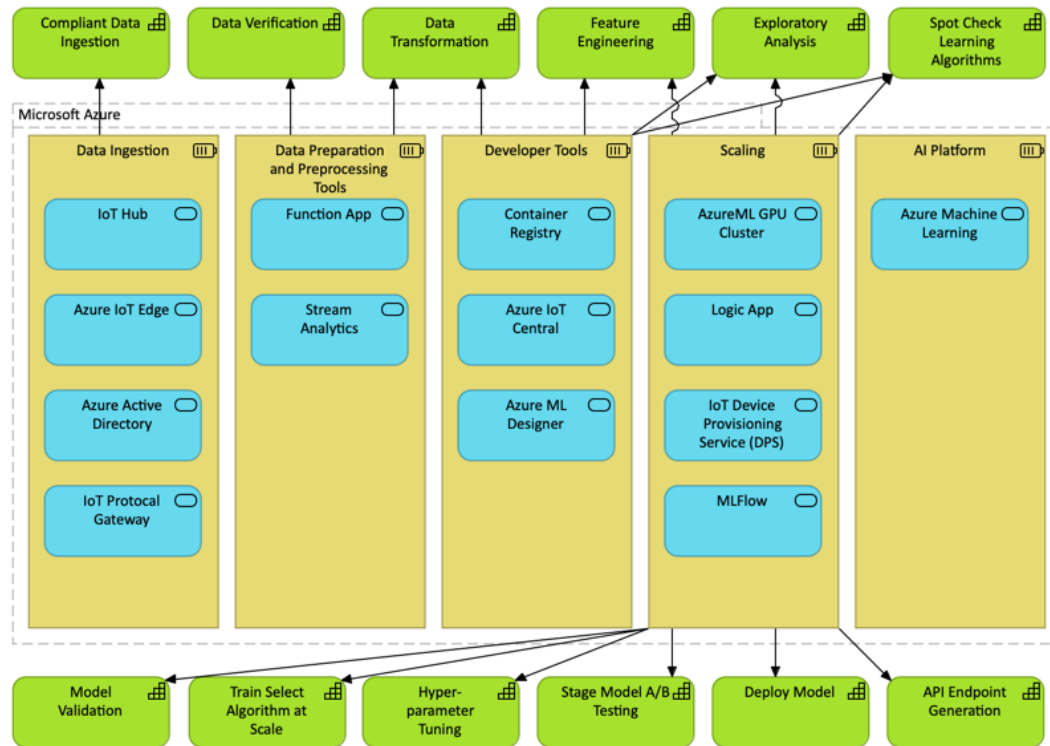 Compliant Data
Ingestion
Data Verification
Data
Transformation
Feature
Engineering
Exploratory
Analysis
Spot Check
Learning
Algorithms
Microsoft Azure
Data Ingestion
IoT Hub
Azure IoT Edge
Azure Active
Directory
IoT Protocal
Gateway
Data Preparation
and Preprocessing
Tools
Function App
Stream
Analytics
Developer Tools
Container
Registry
Azure IoT
Central
Azure ML
Designer
Scaling
AzureML GPU
Cluster
Logic App
IoT Device
Provisioning
Service (DPS)
MLFlow
AI Platform
Azure Machine
Learning
Model
Validation
Train Select
Algorithm at
Scale
Hyper-
parameter
Tuning
Stage Model A/B
Testing
Deploy Model
API Endpoint
Generation